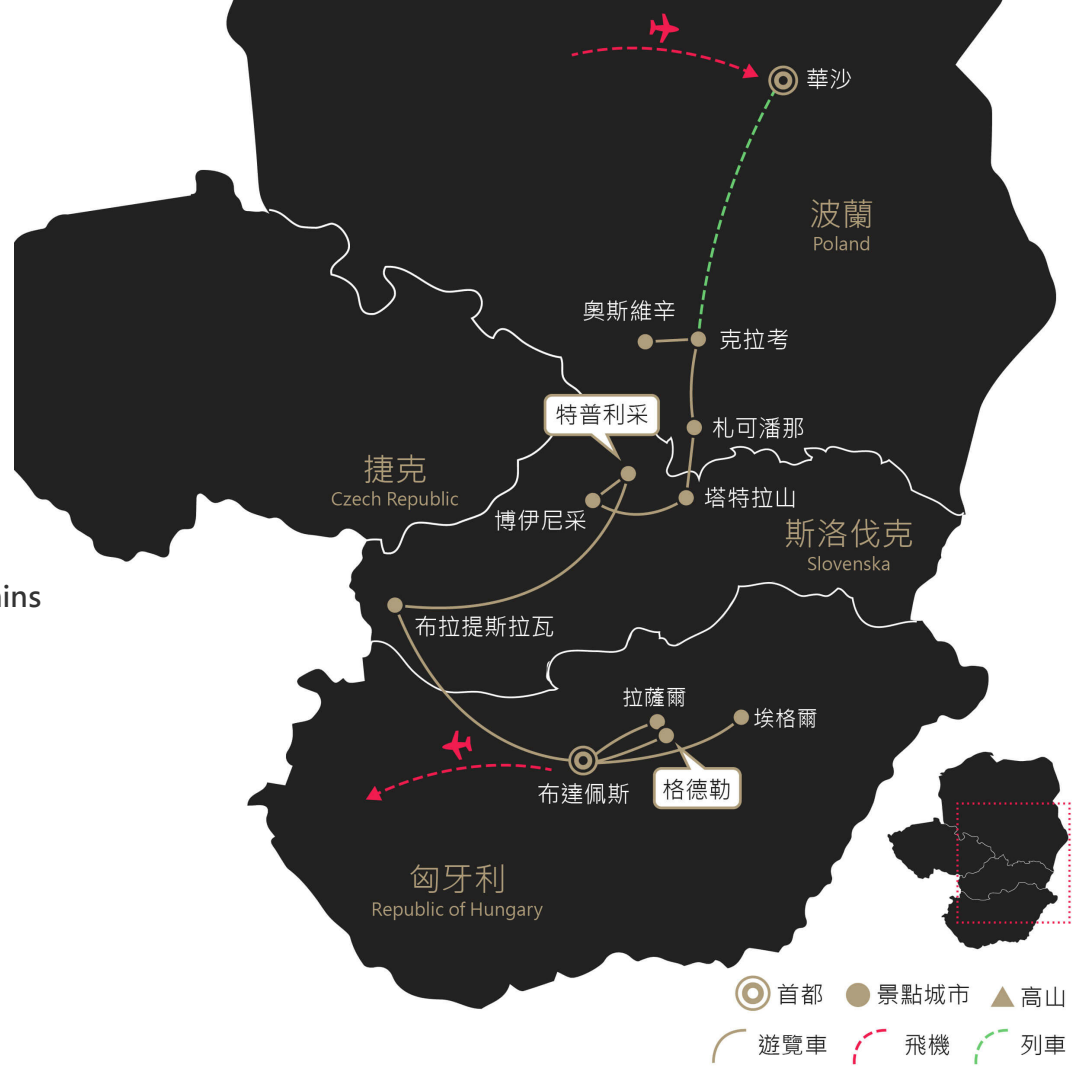 華沙
波蘭
Poland
奧斯維辛
克拉考
特普利采
札可潘那
捷克
Czech Republic
塔特拉山
博伊尼采
斯洛伐克
Slovenska
ins
布拉提斯拉瓦
拉薩爾
埃格爾
格德勒
布達佩斯
匈牙利
Republic of Hungary
首都
景點城市
高山
遊覽車
飛機
列車